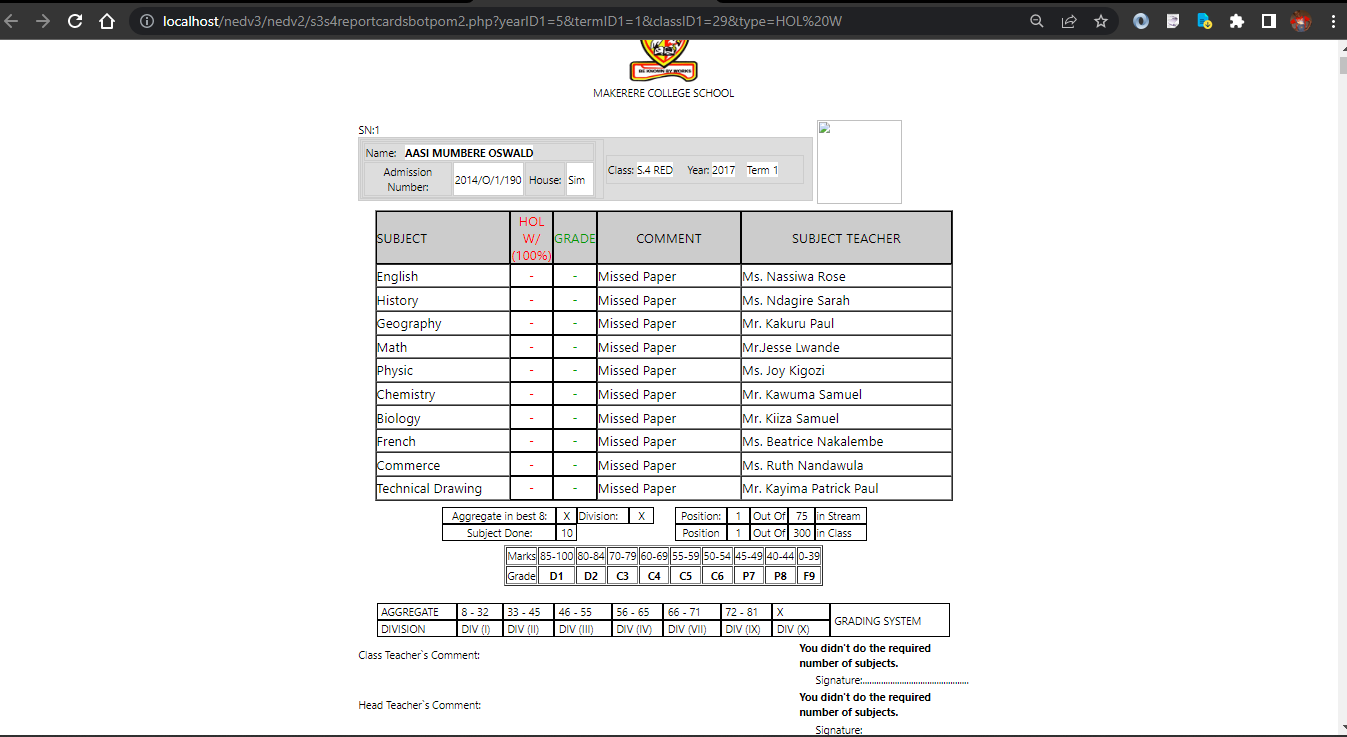 localhost/nedv3/nedv2/s3s4reportcardsbotpom2.php?yearID1=5&termID1=1&classID1=29&type=HOL%20W
BE KNOWN BY WORKS
MAKERERE COLLEGE SCHOOL
SN:1
Name: AASI MUMBERE OSWALD
Admission Number: 2014/O/1/190 House: Sim
Class: S.4 RED Year: 2017 Term 1
SUBJECT HOL W/ (100%) GRADE COMMENT SUBJECT TEACHER
English - - Missed Paper Ms. Nassiwa Rose
History - - Missed Paper Ms. Ndagire Sarah
Geography - - Missed Paper Mr. Kakuru Paul
Math - - Missed Paper Mr.Jesse Lwande
Physic - - Missed Paper Ms. Joy Kigozi
Chemistry - - Missed Paper Mr. Kawuma Samuel
Biology - - Missed Paper Mr. Kiiza Samuel
French - - Missed Paper Ms. Beatrice Nakalembe
Commerce - - Missed Paper Ms. Ruth Nandawula
Technical Drawing - - Missed Paper Mr. Kayima Patrick Paul
Aggregate in best 8: X Division: X Position: 1 Out Of 75 in Stream
Subject Done: 10 Position 1 Out Of 300 in Class
Marks 85-100 80-84 70-79 60-69 55-59 50-54 45-49 40-44 0-39
Grade D1 D2 C3 C4 C5 C6 P7 P8 F9
AGGREGATE 8 - 32 33 - 45 46 - 55 56 - 65 66 - 71 72 - 81 X GRADING SYSTEM
DIVISION DIV (I) DIV (II) DIV (III) DIV (IV) DIV (VII) DIV (IX) DIV (X)
Class Teacher`s Comment: You didn't do the required
number of subjects.
Signature:.............................................
Head Teacher`s Comment: You didn't do the required
number of subjects.
Signature: